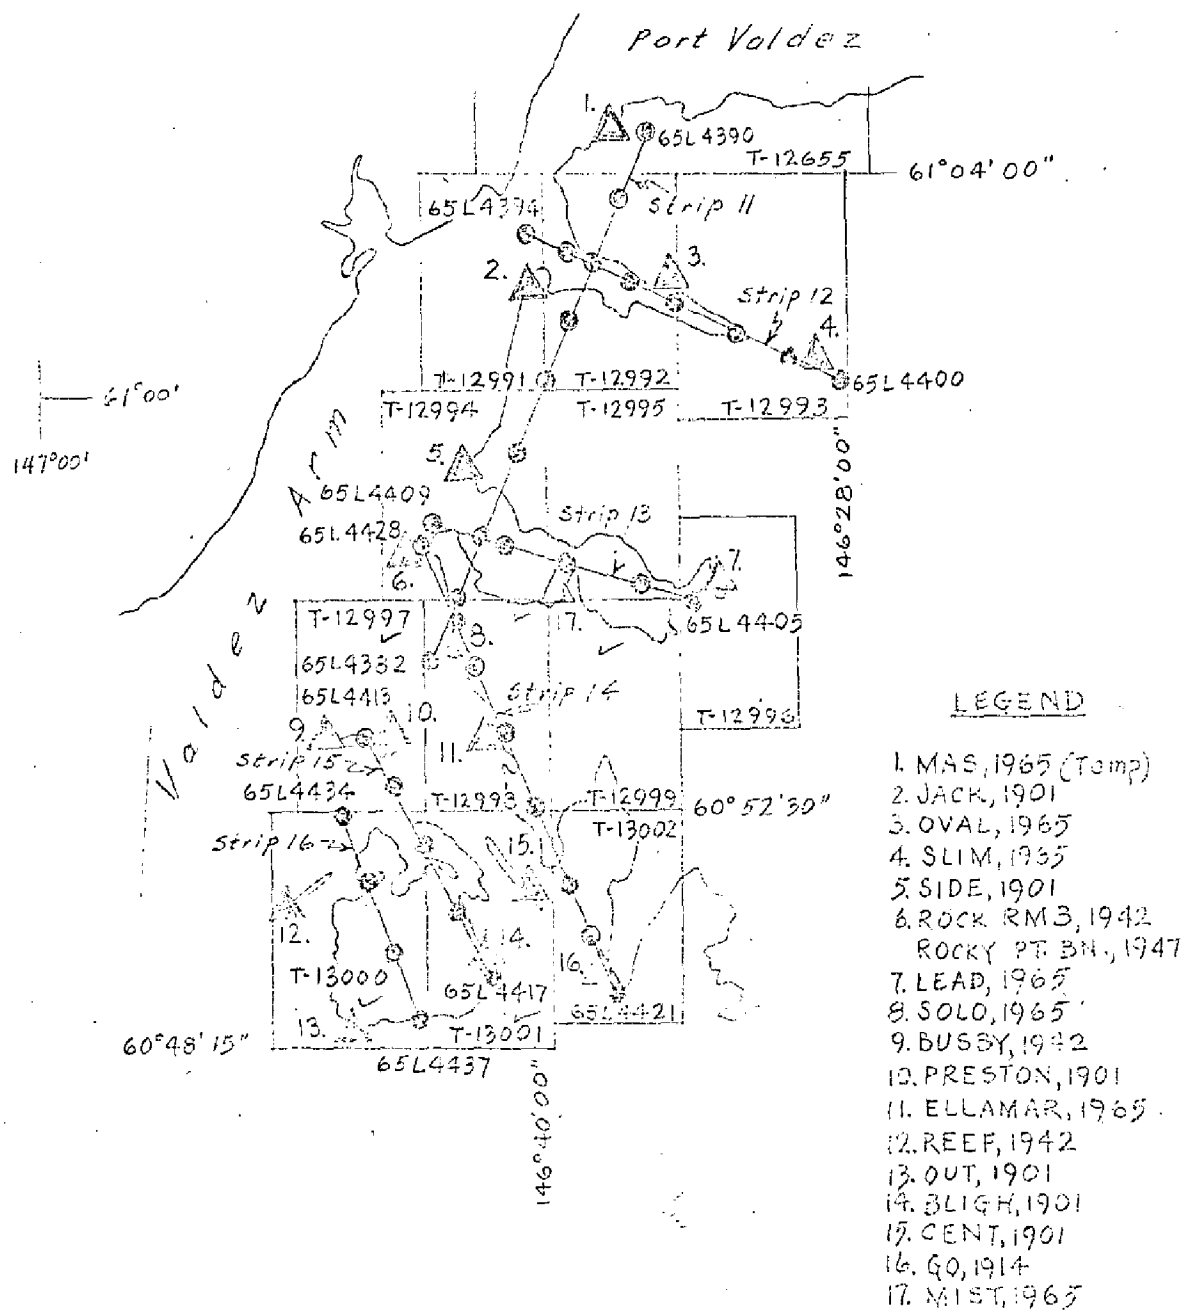 Port Valdez
1.
65L4390
T-12655
61°04'00"
65L4394
Strip 11
2.
3.
Strip 12
4.
T-12991
T-12992
65L4400
61°00'
T-12994
T-12995
T-12993
147°00'
Valdez Arm
5.
65L4409
146°28'00"
65L4428
Strip 13
6.
7.
T-12997
17.
65L4405
8.
65L4382
65L4413
Strip 14
T-12996
9.
10.
11.
Strip 15
65L4434
T-12998
T-12999
60°52'30"
T-13002
Strip 16
15.
12.
14.
16.
T-13000
65L4417
65L4421
13.
T-13001
60°48'15"
65L4437
146°40'00"
LEGEND
1. MAS, 1965 (Temp)
2. JACK, 1901
3. OVAL, 1965
4. SLIM, 1965
5. SIDE, 1901
6. ROCK RM3, 1942
ROCKY PT. BN., 1947
7. LEAD, 1965
8. SOLO, 1965
9. BUSBY, 1942
10. PRESTON, 1901
11. ELLAMAR, 1965
12. REEF, 1942
13. OUT, 1901
14. BLIGH, 1901
15. CENT, 1901
16. GO, 1914
17. MIST, 1965